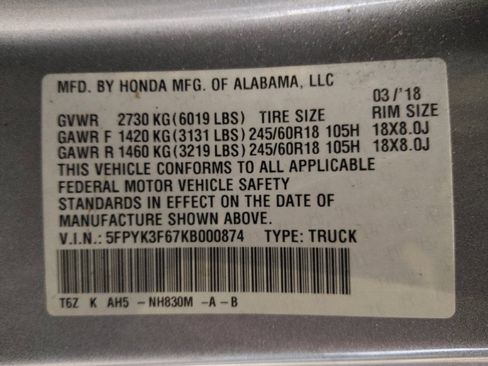 MFD. BY HONDA MFG. OF ALABAMA, LLC
03/'18
GVWR 2730 KG(6019 LBS) TIRE SIZE RIM SIZE
GAWR F 1420 KG(3131 LBS)245/60R18 105H 18X8.0J
GAWR R 1460 KG(3219 LBS)245/60R18 105H 18X8.0J
THIS VEHICLE CONFORMS TO ALL APPLICABLE
FEDERAL MOTOR VEHICLE SAFETY
STANDARDS IN EFFECT ON THE DATE OF
MANUFACTURE SHOWN ABOVE.
V.I.N.: 5FPYK3F67KB000874 TYPE: TRUCK
T6Z K AH5 - NH830M -A-B